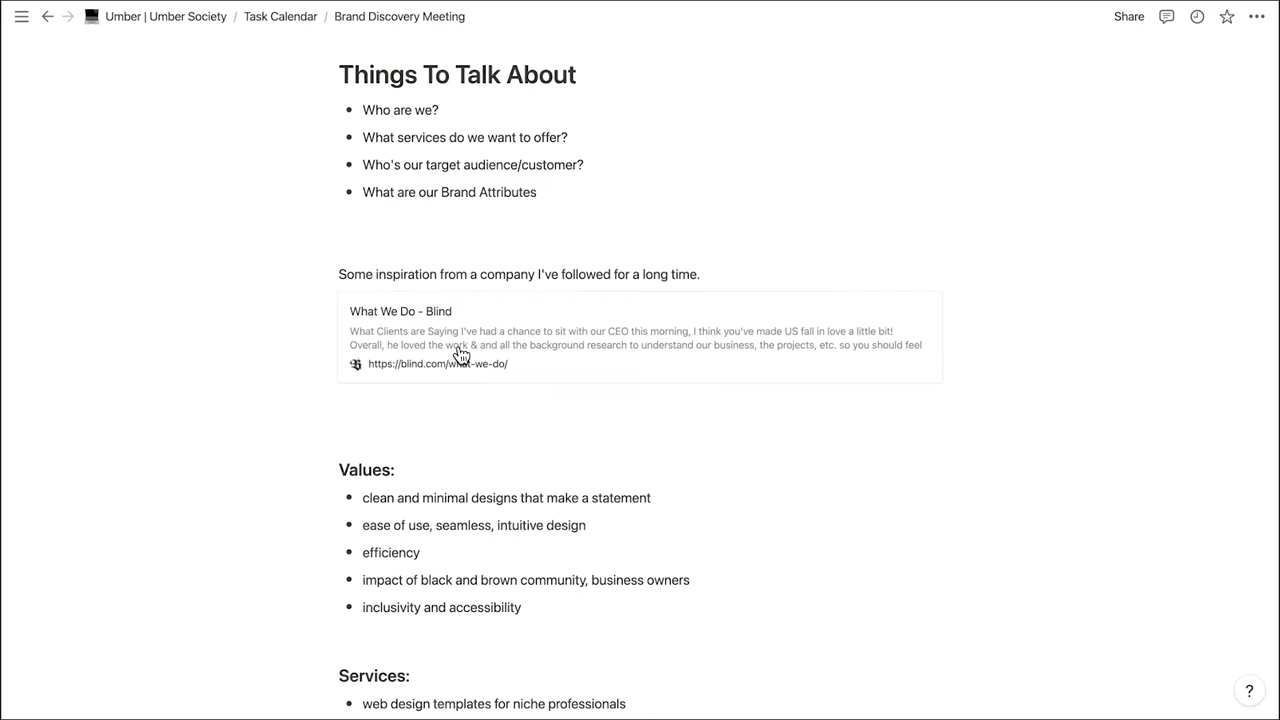 Umber | Umber Society / Task Calendar / Brand Discovery Meeting
Share
Things To Talk About
Who are we?
What services do we want to offer?
Who's our target audience/customer?
What are our Brand Attributes
Some inspiration from a company I've followed for a long time.
What We Do - Blind
What Clients are Saying I've had a chance to sit with our CEO this morning, I think you've made US fall in love a little bit!
Overall, he loved the work & and all the background research to understand our business, the projects, etc. so you should feel
https://blind.com/what-we-do/
Values:
clean and minimal designs that make a statement
ease of use, seamless, intuitive design
efficiency
impact of black and brown community, business owners
inclusivity and accessibility
Services:
web design templates for niche professionals
?